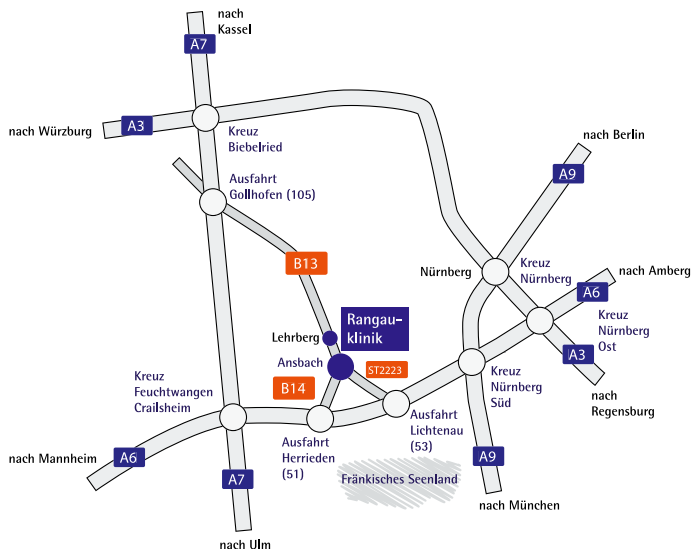 nach
Kassel
A7
nach Würzburg
A3
Kreuz
Biebelried
nach Berlin
A9
Ausfahrt
Gollhofen (105)
B13
Nürnberg
Kreuz
Nürnberg
nach Amberg
A6
Rangau-
klinik
Lehrberg
Kreuz
Nürnberg
Ost
Ansbach
ST2223
A3
Kreuz
Feuchtwangen
Crailsheim
B14
Kreuz
Nürnberg
Süd
nach
Regensburg
Ausfahrt
Herrieden
(51)
Ausfahrt
Lichtenau
(53)
nach Mannheim
A6
A7
Fränkisches Seenland
A9
nach München
nach Ulm